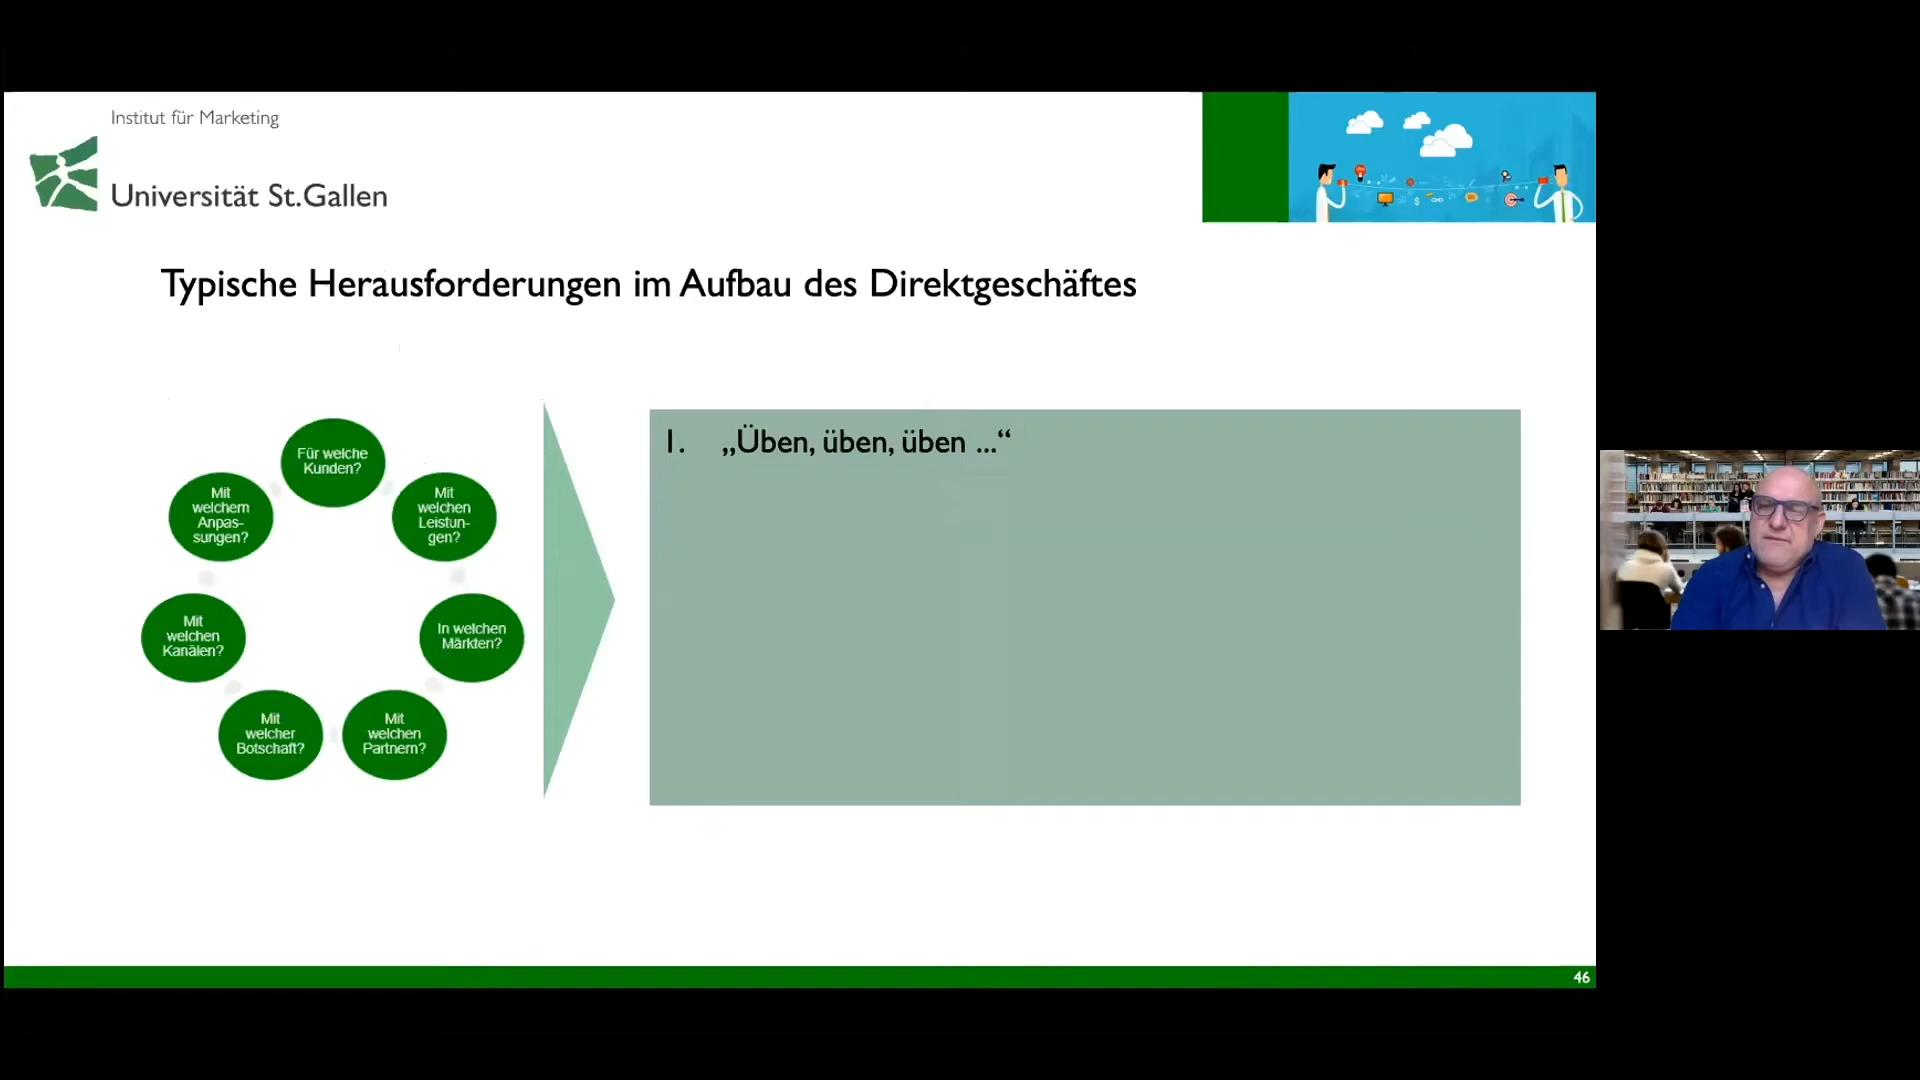 Institut für Marketing
Universität St.Gallen
Typische Herausforderungen im Aufbau des Direktgeschäftes
Für welche
Kunden?
Mit
welchen
Leistun-
gen?
In welchen
Märkten?
Mit
welchen
Partnern?
Mit
welcher
Botschaft?
Mit
welchen
Kanälen?
Mit
welchem
Anpas-
sungen?
1. „Üben, üben, üben ...“
46